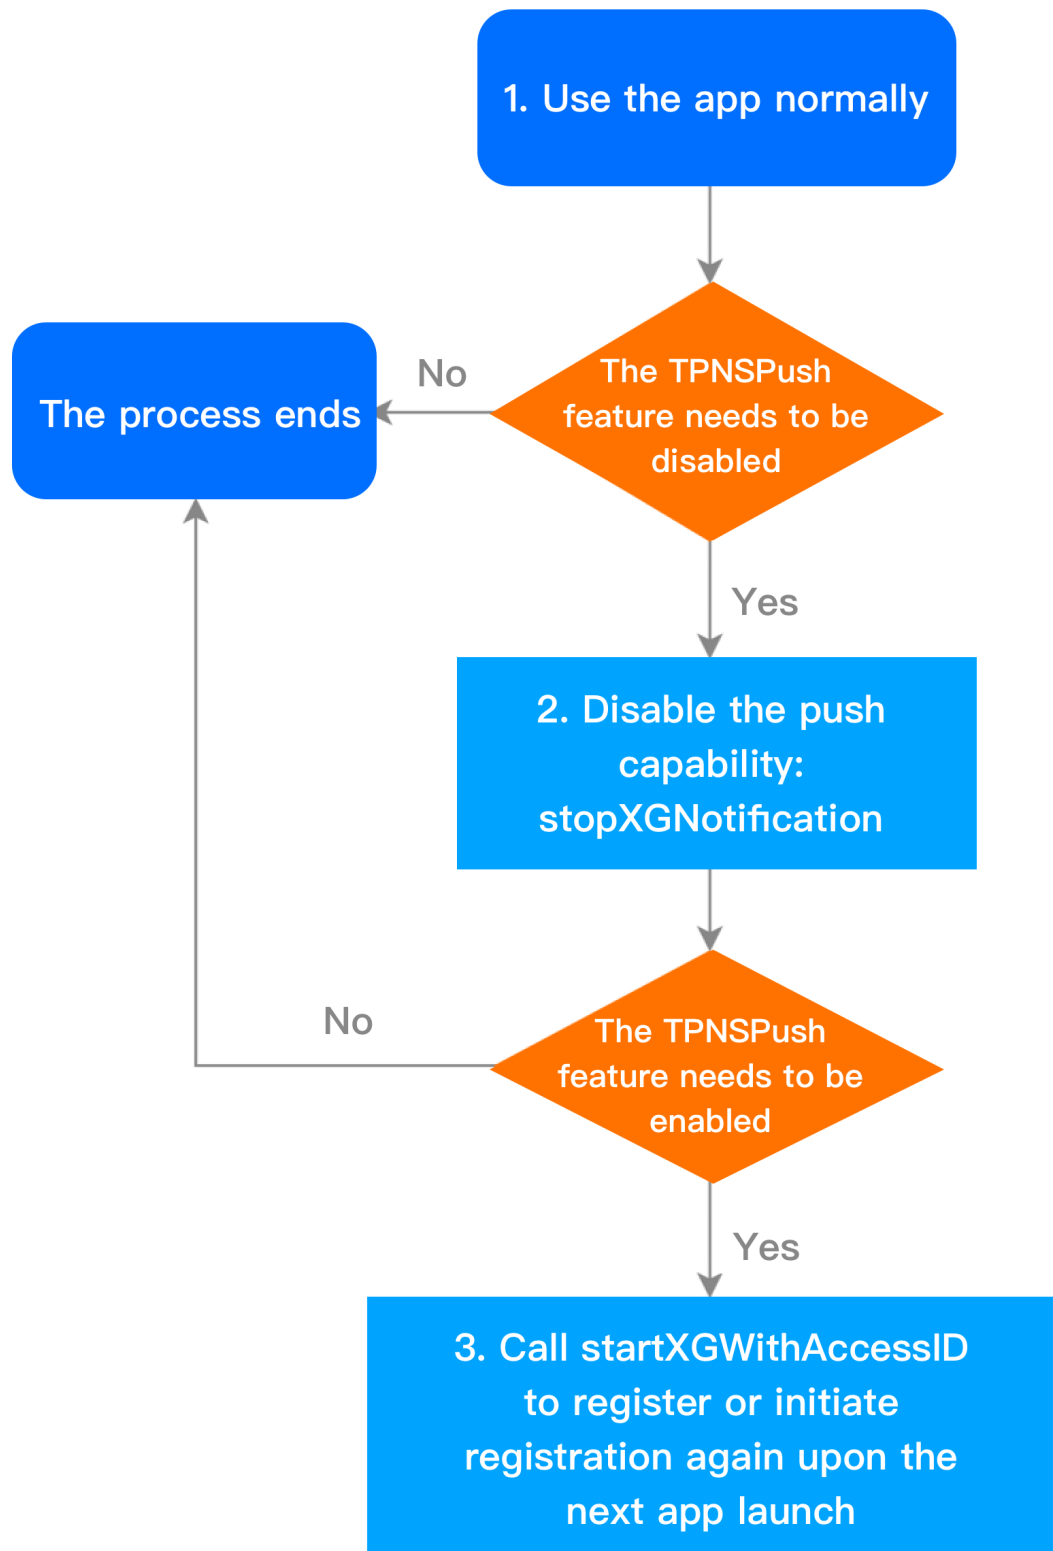 1. Use the app normally
The TPNSPush
feature needs to be
disabled
No
The process ends
Yes
2. Disable the push
capability:
stopXGNotification
The TPNSPush
feature needs to be
enabled
No
Yes
3. Call startXGWithAccessID
to register or initiate
registration again upon the
next app launch